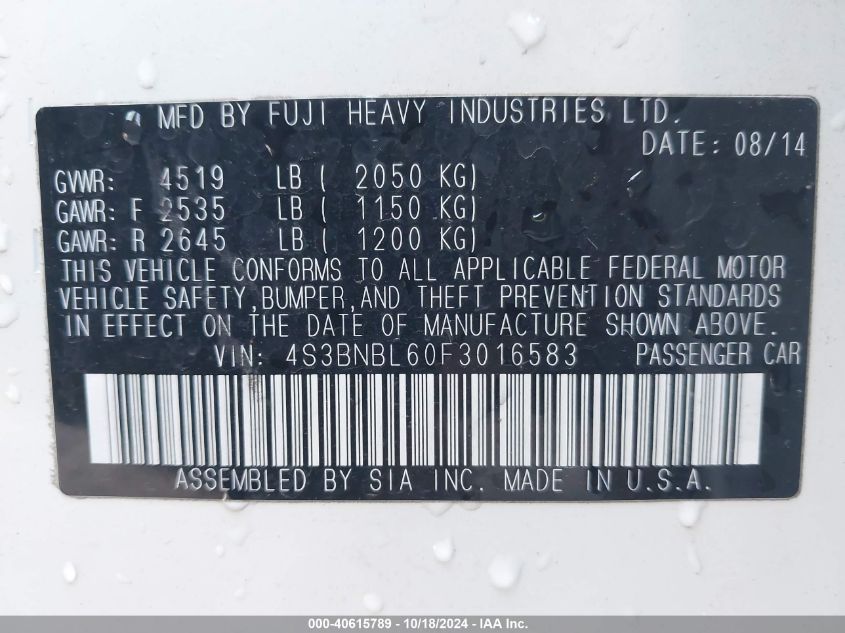 MFD BY FUJI HEAVY INDUSTRIES LTD.
DATE: 08/14
GVWR: 4519 LB ( 2050 KG)
GAWR: F 2535 LB ( 1150 KG)
GAWR: R 2645 LB ( 1200 KG)
THIS VEHICLE CONFORMS TO ALL APPLICABLE FEDERAL MOTOR
VEHICLE SAFETY,BUMPER,AND THEFT PREVENTION STANDARDS
IN EFFECT ON THE DATE OF MANUFACTURE SHOWN ABOVE.
VIN: 4S3BNBL60F3016583 PASSENGER CAR
ASSEMBLED BY SIA INC. MADE IN U.S.A.
000-40615789 - 10/18/2024 - IAA Inc.